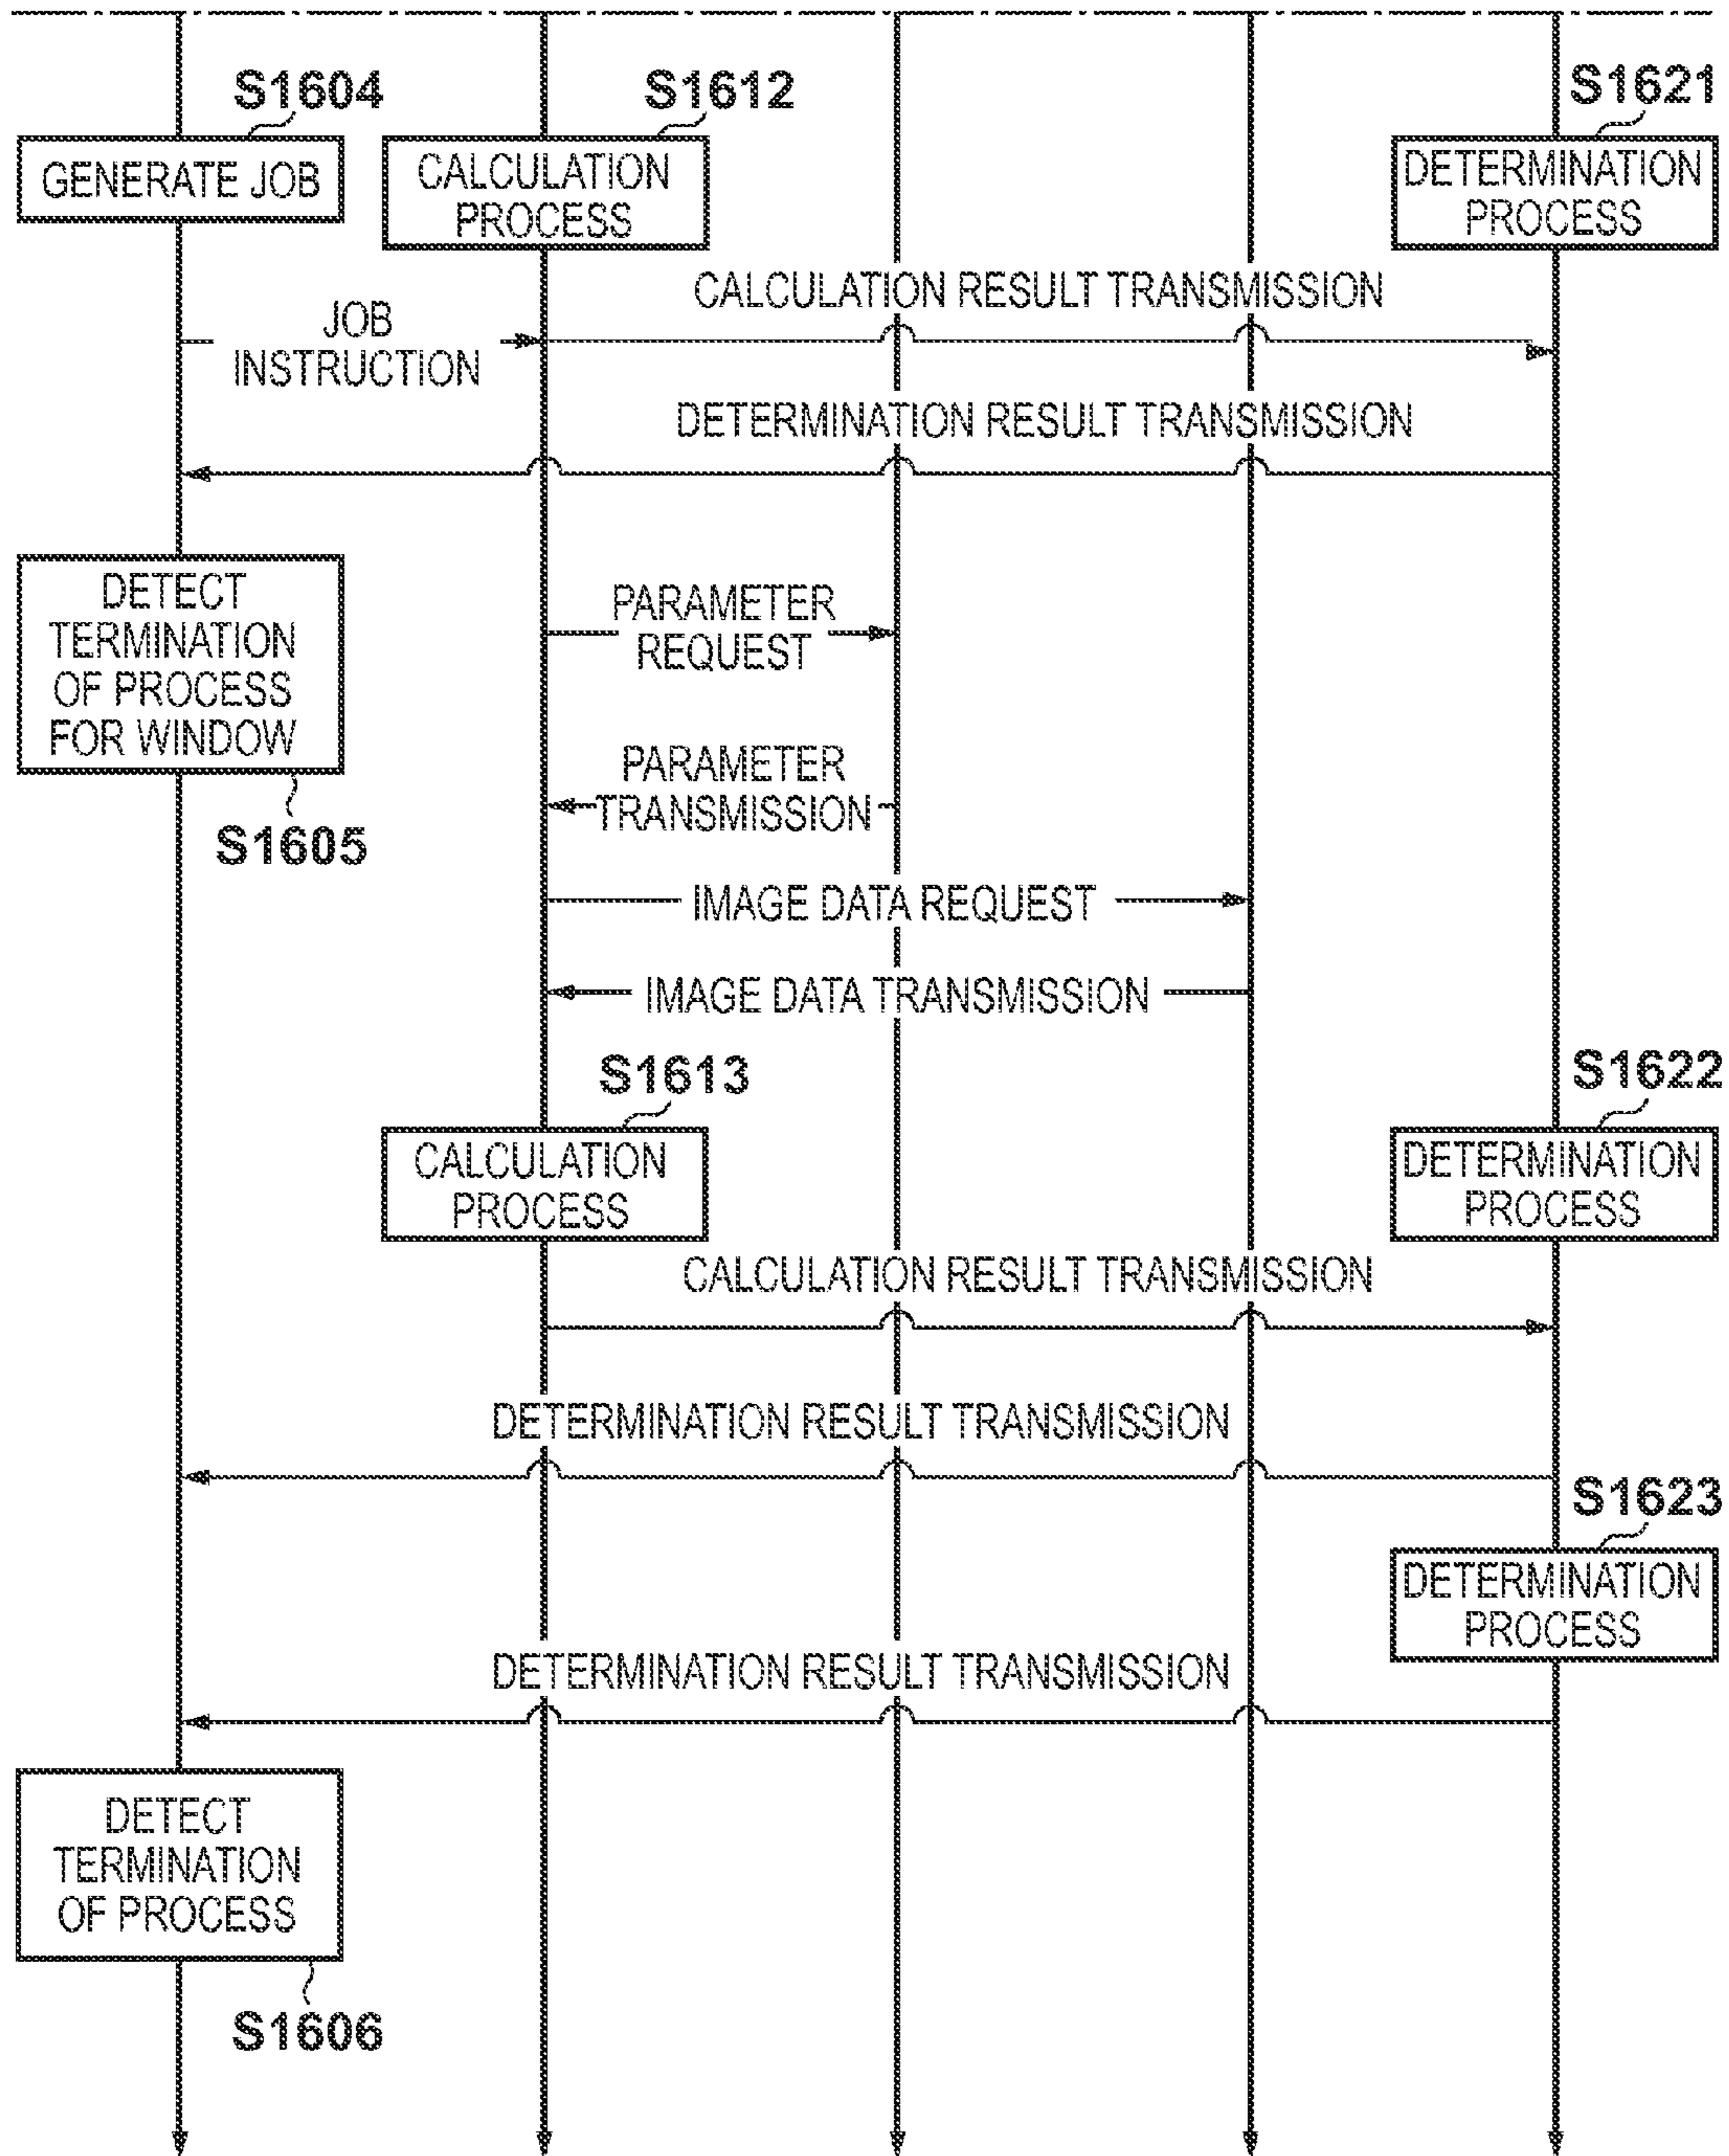 S1604
S1612
S1621
GENERATE JOB
CALCULATION
PROCESS
DETERMINATION
PROCESS
CALCULATION RESULT TRANSMISSION
JOB
INSTRUCTION
DETERMINATION RESULT TRANSMISSION
DETECT
TERMINATION
OF PROCESS
FOR WINDOW
S1605
PARAMETER
REQUEST
PARAMETER
TRANSMISSION
IMAGE DATA REQUEST
IMAGE DATA TRANSMISSION
S1613
S1622
CALCULATION
PROCESS
DETERMINATION
PROCESS
CALCULATION RESULT TRANSMISSION
DETERMINATION RESULT TRANSMISSION
S1623
DETERMINATION
PROCESS
DETERMINATION RESULT TRANSMISSION
DETECT
TERMINATION
OF PROCESS
S1606